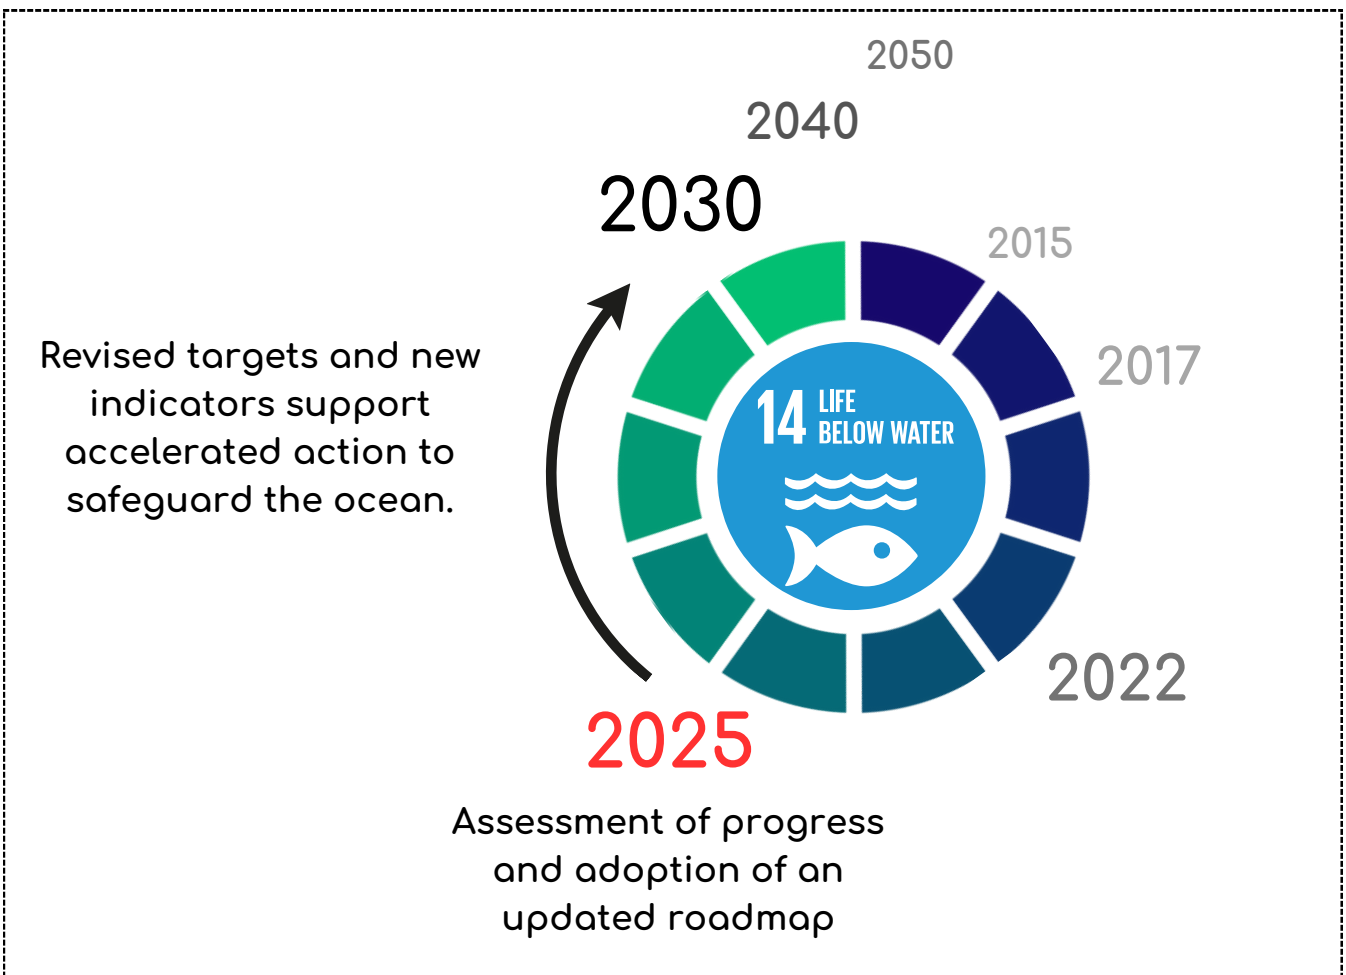 2050
2040
2030
2015
2017
Revised targets and new
indicators support
accelerated action to
safeguard the ocean.
14 LIFE
BELOW WATER
2022
2025
Assessment of progress
and adoption of an
updated roadmap